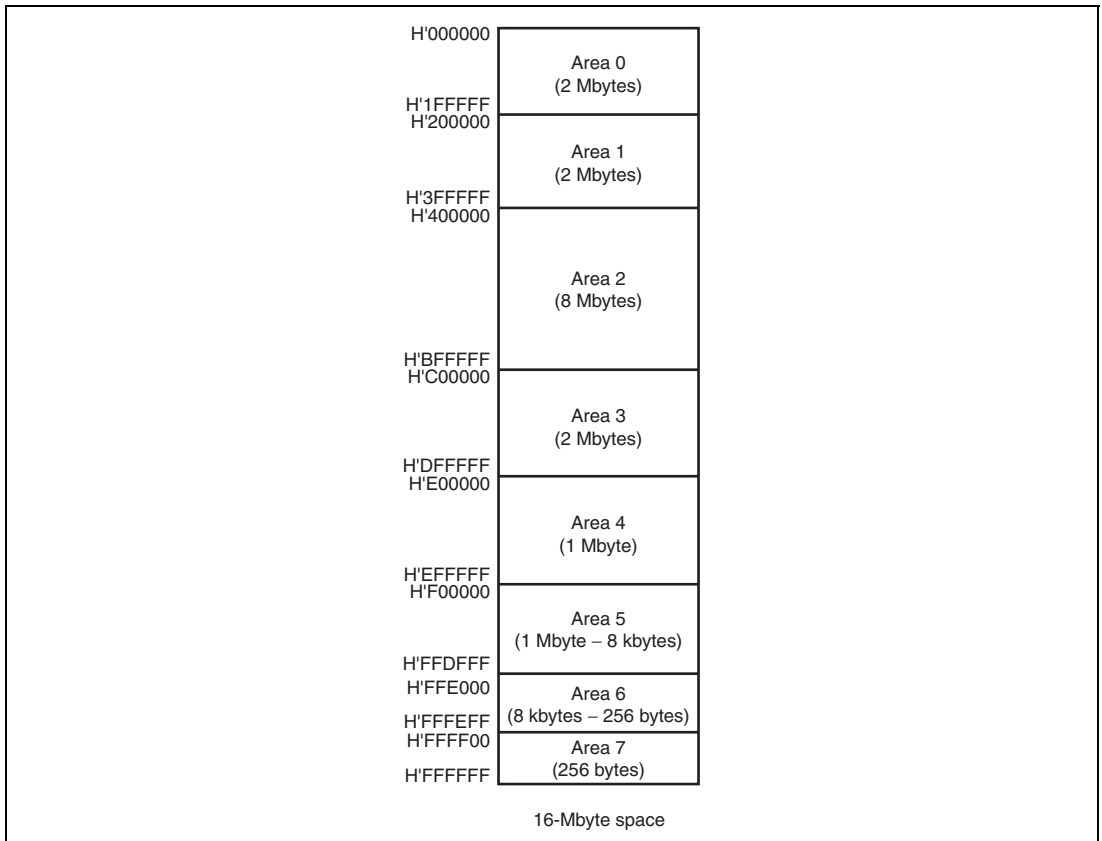 H'000000
Area 0
(2 Mbytes)
H'1FFFFF
H'200000
Area 1
(2 Mbytes)
H'3FFFFF
H'400000
Area 2
(8 Mbytes)
H'BFFFFF
H'C00000
Area 3
(2 Mbytes)
H'DFFFFF
H'E00000
Area 4
(1 Mbyte)
H'EFFFFF
H'F00000
Area 5
(1 Mbyte – 8 kbytes)
H'FFDFFF
H'FFE000
Area 6
(8 kbytes – 256 bytes)
H'FFFEFF
H'FFFF00
Area 7
(256 bytes)
H'FFFFFF
16-Mbyte space